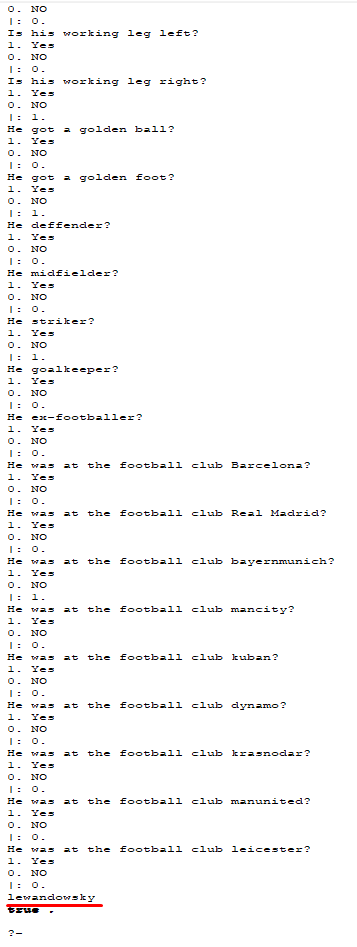 0. NO
|: 0.
Is his working leg left?
1. Yes
0. NO
|: 0.
Is his working leg right?
1. Yes
0. NO
|: 1.
He got a golden ball?
1. Yes
0. NO
|: 0.
He got a golden foot?
1. Yes
0. NO
|: 1.
He deffender?
1. Yes
0. NO
|: 0.
He midfielder?
1. Yes
0. NO
|: 0.
He striker?
1. Yes
0. NO
|: 1.
He goalkeeper?
1. Yes
0. NO
|: 0.
He ex-footballer?
1. Yes
0. NO
|: 0.
He was at the football club Barcelona?
1. Yes
0. NO
|: 0.
He was at the football club Real Madrid?
1. Yes
0. NO
|: 0.
He was at the football club bayernmunich?
1. Yes
0. NO
|: 1.
He was at the football club mancity?
1. Yes
0. NO
|: 0.
He was at the football club kuban?
1. Yes
0. NO
|: 0.
He was at the football club dynamo?
1. Yes
0. NO
|: 0.
He was at the football club krasnodar?
1. Yes
0. NO
|: 0.
He was at the football club manunited?
1. Yes
0. NO
|: 0.
He was at the football club leicester?
1. Yes
0. NO
|: 0.
lewandowsky
true .
?-